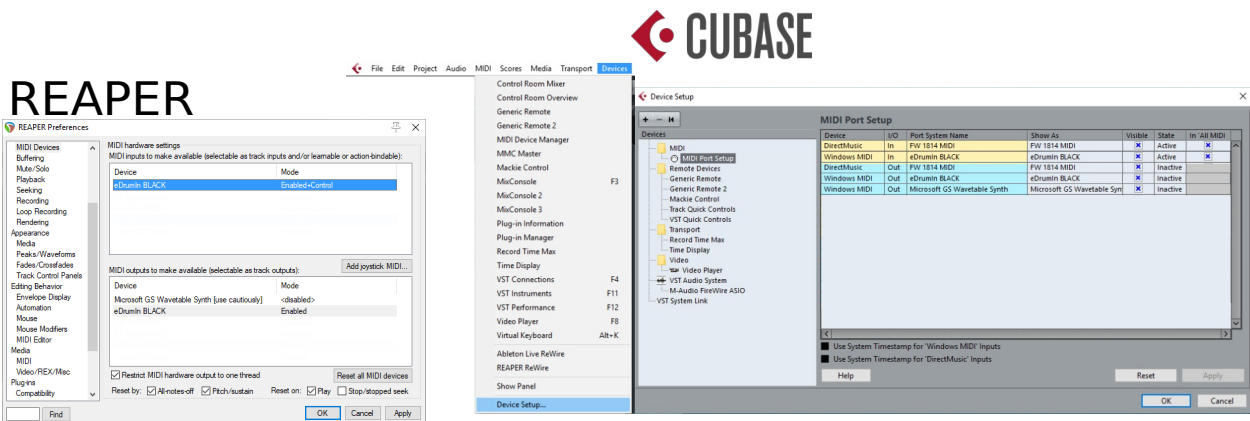 CUBASE
REAPER
File Edit Project Audio MIDI Scores Media Transport Devices
Control Room Mixer
Control Room Overview
Generic Remote
Generic Remote 2
MIDI Device Manager
MMC Master
Mackie Control
MixConsole F3
MixConsole 2
MixConsole 3
Plug-in Information
Plug-in Manager
Record Time Max
Time Display
VST Connections F4
VST Instruments F11
VST Performance F12
Video Player F8
Virtual Keyboard Alt+K
Ableton Live ReWire
REAPER ReWire
Show Panel
Device Setup...
REAPER Preferences
MIDI Devices
Buffering
Mute/Solo
Playback
Seeking
Recording
Loop Recording
Rendering
Appearance
Media
Peaks/Waveforms
Fades/Crossfades
Track Control Panels
Editing Behavior
Envelope Display
Automation
Mouse
Mouse Modifiers
MIDI Editor
Media
MIDI
Video/REX/Misc
Plug-ins
Compatibility
Find
MIDI hardware settings
MIDI inputs to make available (selectable as track inputs and/or learnable or action-bindable):
Device Mode
eDrumIn BLACK Enabled+Control
Add joystick MIDI...
MIDI outputs to make available (selectable as track outputs):
Device Mode
Microsoft GS Wavetable Synth [use cautiously] <disabled>
eDrumIn BLACK Enabled
Restrict MIDI hardware output to one thread Reset all MIDI devices
Reset by: All-notes-off Pitch/sustain Reset on: Play Stop/stopped seek
OK Cancel Apply
Device Setup
Devices
MIDI
MIDI Port Setup
Remote Devices
Generic Remote
Generic Remote 2
Mackie Control
Track Quick Controls
VST Quick Controls
Transport
Record Time Max
Time Display
Video
Video Player
VST Audio System
M-Audio FireWire ASIO
VST System Link
MIDI Port Setup
Device I/O Port System Name Show As Visible State In 'All MIDI
DirectMusic In FW 1814 MIDI FW 1814 MIDI Active
Windows MIDI In eDrumIn BLACK eDrumIn BLACK Active
DirectMusic Out FW 1814 MIDI FW 1814 MIDI Inactive
Windows MIDI Out eDrumIn BLACK eDrumIn BLACK Inactive
Windows MIDI Out Microsoft GS Wavetable Synth Microsoft GS Wavetable Syn Inactive
Use System Timestamp for 'Windows MIDI' Inputs
Use System Timestamp for 'DirectMusic' Inputs
Help Reset Apply
OK Cancel